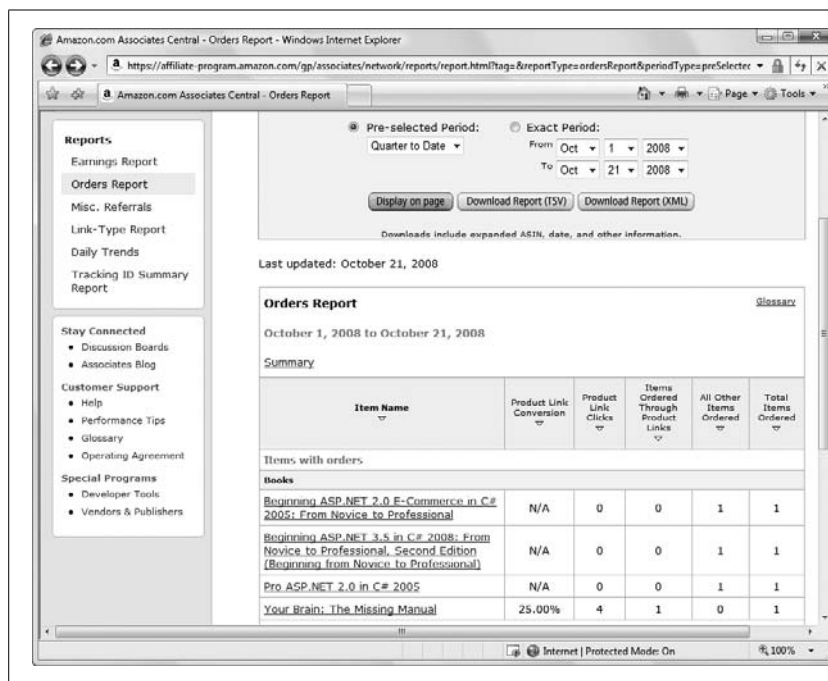 Amazon.com Associates Central - Orders Report - Windows Internet Explorer
https://affiliate-program.amazon.com/gp/associates/network/reports/report.html?tag=&reportType=ordersReport&periodType=preSelected
Amazon.com Associates Central - Orders Report
Page
Tools
Reports
Earnings Report
Orders Report
Misc. Referrals
Link-Type Report
Daily Trends
Tracking ID Summary
Report
Stay Connected
• Discussion Boards
• Associates Blog
Customer Support
• Help
• Performance Tips
• Glossary
• Operating Agreement
Special Programs
• Developer Tools
• Vendors & Publishers
Pre-selected Period:
Quarter to Date
Exact Period:
From Oct 1 2008
To Oct 21 2008
Display on page Download Report (TSV) Download Report (XML)
Downloads include expanded ASIN, date, and other information.
Last updated: October 21, 2008
Orders Report Glossary
October 1, 2008 to October 21, 2008
Summary
Item Name
Product Link
Conversion
Product
Link
Clicks
Items
Ordered
Through
Product
Links
All Other
Items
Ordered
Total
Items
Ordered
Items with orders
Books
Beginning ASP.NET 2.0 E-Commerce in C#
2005: From Novice to Professional
N/A 0 0 1 1
Beginning ASP.NET 3.5 in C# 2008: From
Novice to Professional, Second Edition
(Beginning from Novice to Professional)
N/A 0 0 1 1
Pro ASP.NET 2.0 in C# 2005 N/A 0 0 1 1
Your Brain: The Missing Manual 25.00% 4 1 0 1
Internet | Protected Mode: On 100%